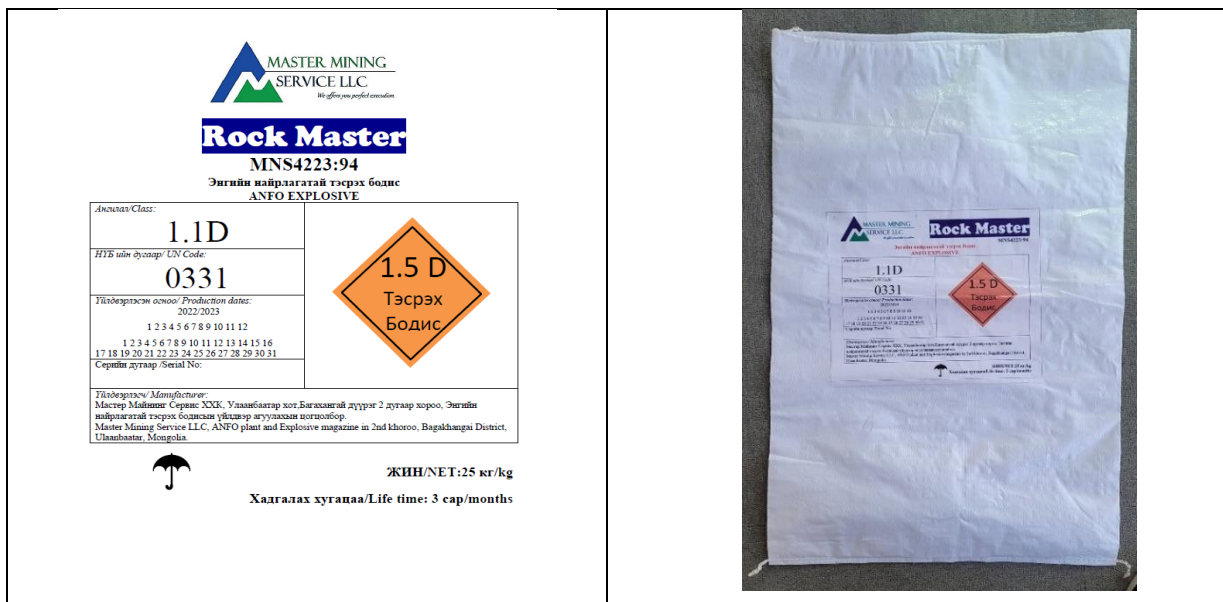 MASTER MINING
SERVICE LLC
We offers you perfect execution.
Rock Master
MNS4223:94
Энгийн найрлагатай тэсрэх бодис
ANFO EXPLOSIVE
Ангилал/Class:
1.1D
НҮБ ийн дугаар/ UN Code:
0331
Үйлдвэрлэсэн огноо/ Production dates:
2022/2023
1 2 3 4 5 6 7 8 9 10 11 12
1 2 3 4 5 6 7 8 9 10 11 12 13 14 15 16
17 18 19 20 21 22 23 24 25 26 27 28 29 30 31
Серийн дугаар /Serial No:
1.5 D
Тэсрэх
Бодис
Үйлдвэрлэгч/ Manufacturer:
Мастер Майнинг Сервис ХХК, Улаанбаатар хот,Багахангай дүүрэг 2 дугаар хороо, Энгийн
найрлагатай тэсрэх бодисын үйлдвэр агуулахын цогцолбор.
Master Mining Service LLC, ANFO plant and Explosive magazine in 2nd khoroo, Bagakhangai District,
Ulaanbaatar, Mongolia.
ЖИН/NET:25 кг/kg
Хадгалах хугацаа/Life time: 3 сар/months
MASTER MINING
SERVICE LLC
Rock Master
MNS4223:94
Энгийн найрлагатай тэсрэх бодис
ANFO EXPLOSIVE
1.1D
0331
1.5 D
Тэсрэх
Бодис